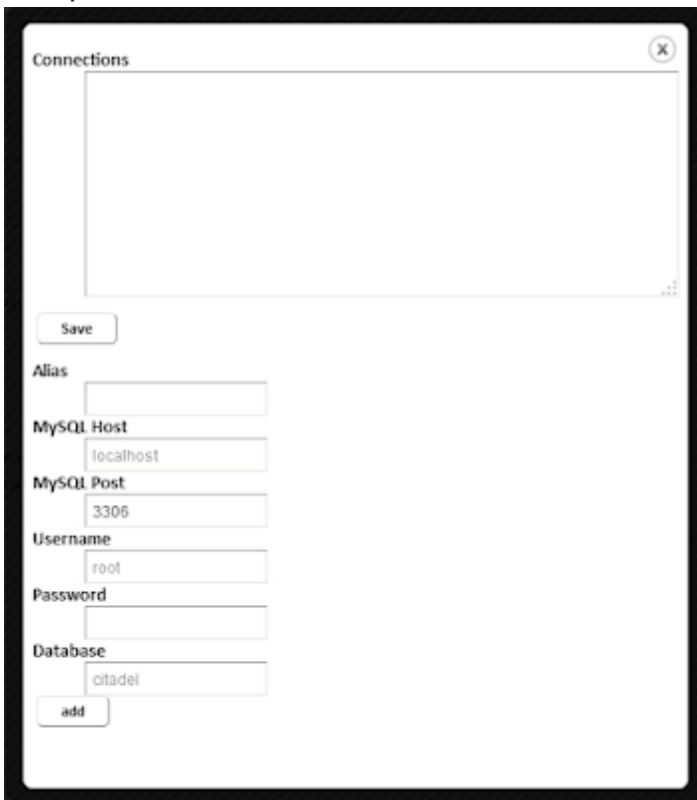 Connections
x
Save
Alias
MySQL Host
localhost
MySQL Post
3306
Username
root
Password
Database
citadel
add